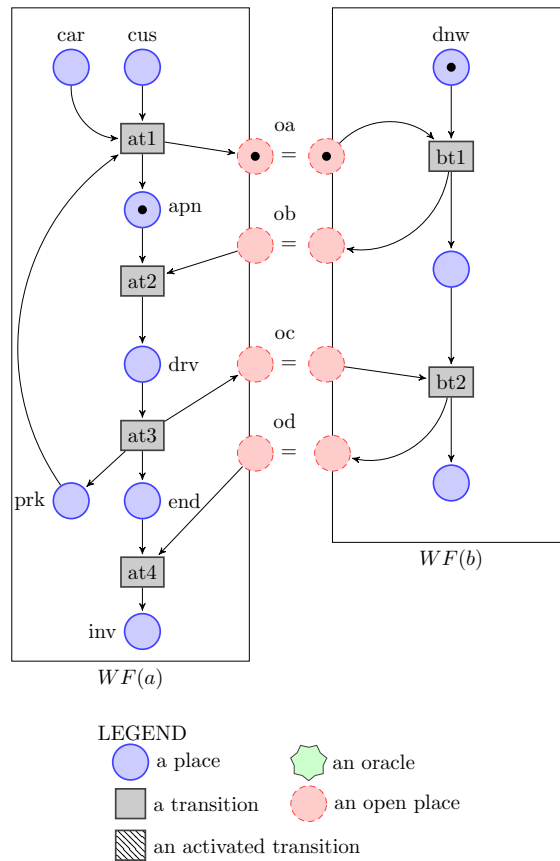 car cus dnw
oa
at1 = bt1
apn
ob
=
at2
oc
drv =
bt2
at3 od
=
prk end
at4
WF(b)
inv
WF(a)
LEGEND
a place an oracle
a transition an open place
an activated transition